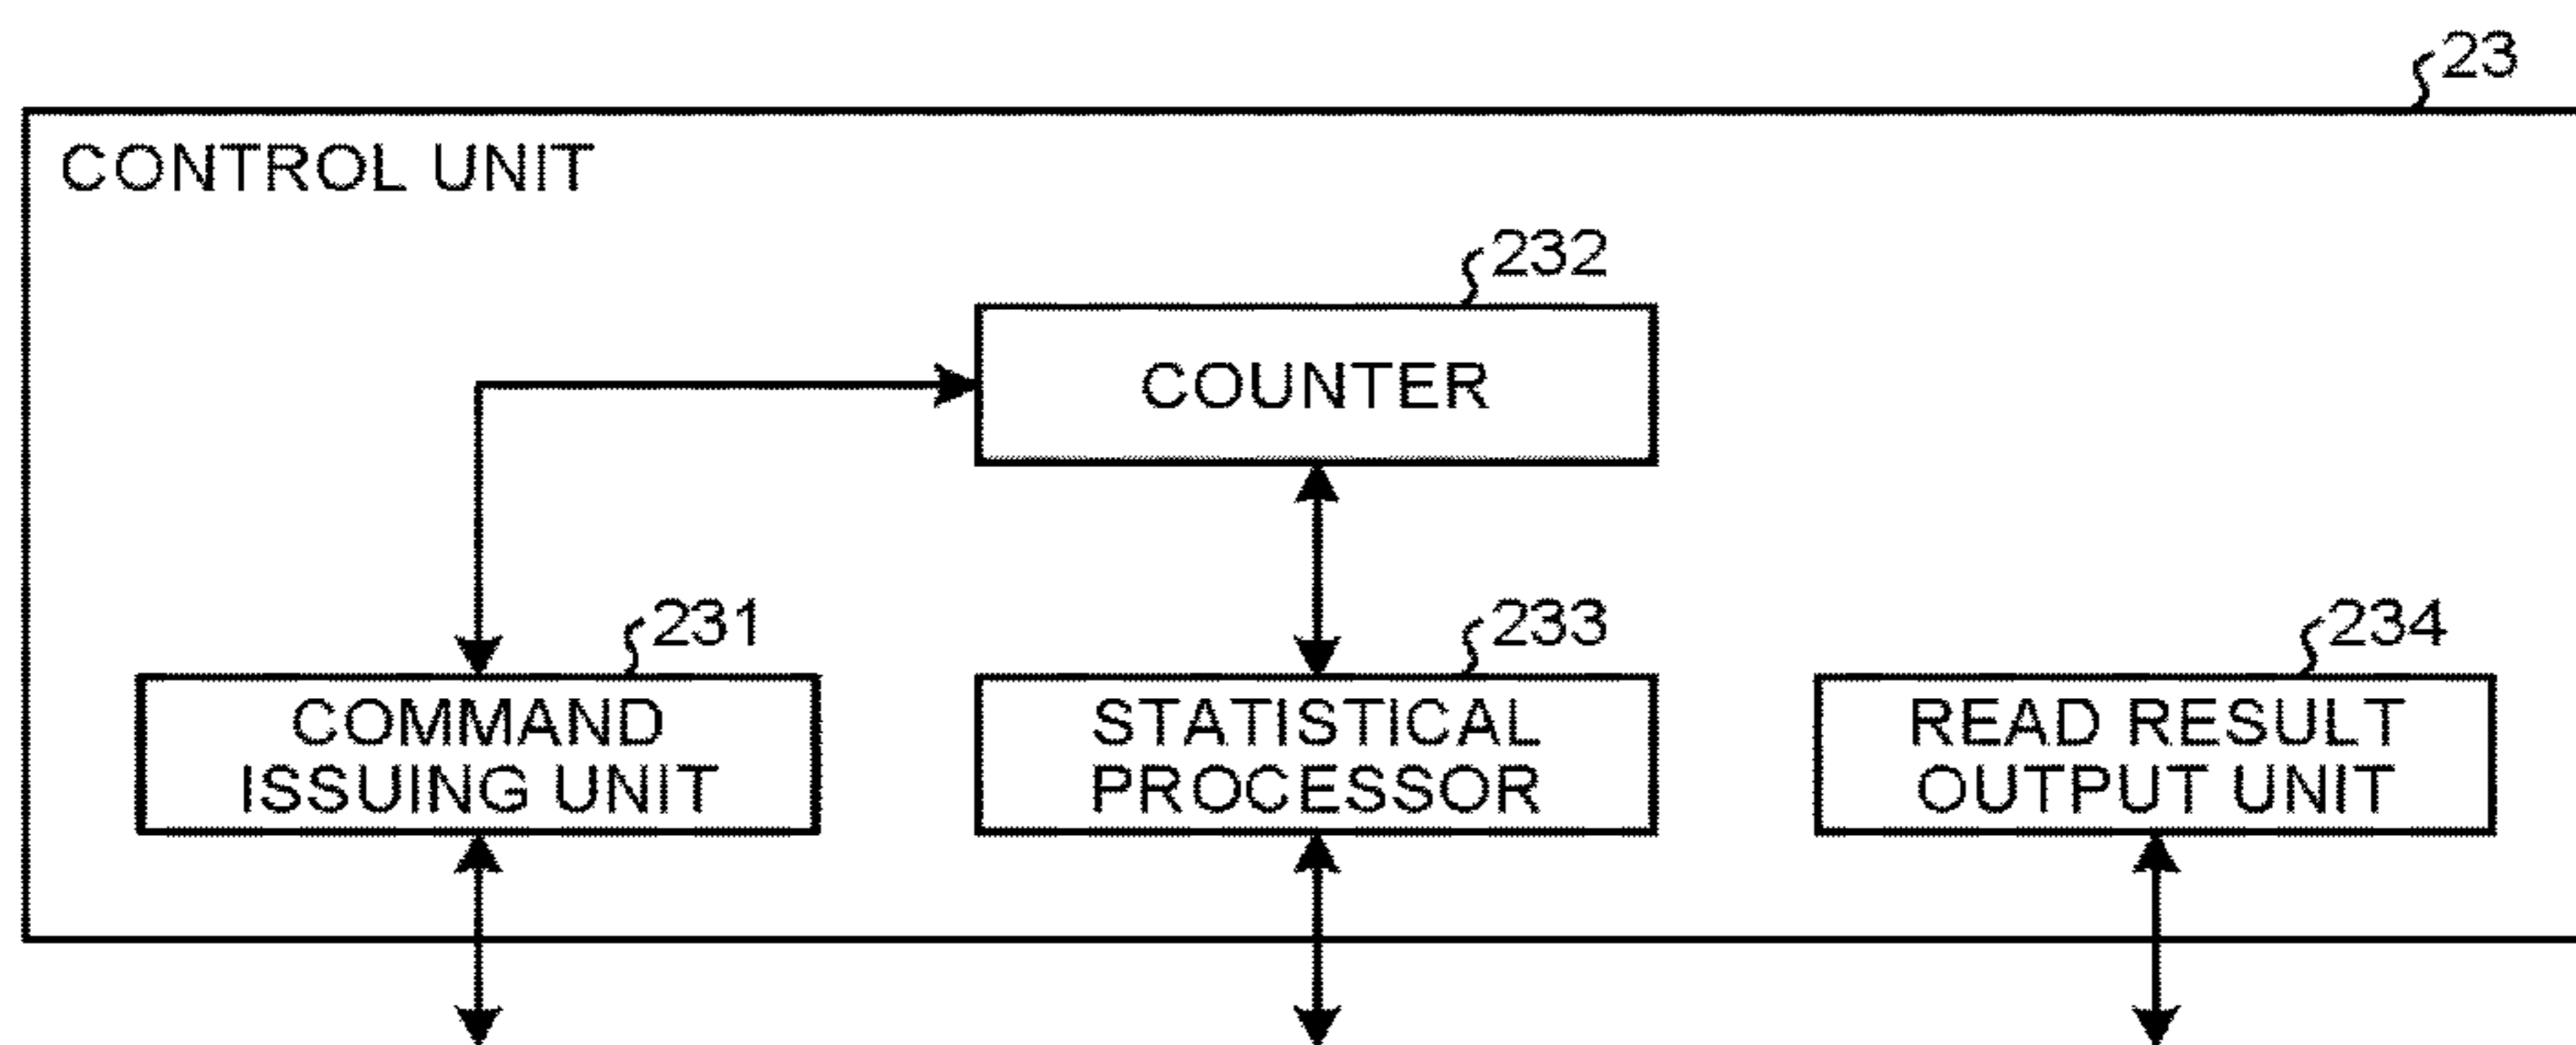 23
CONTROL UNIT
232
COUNTER
231
233
234
COMMAND
ISSUING UNIT
STATISTICAL
PROCESSOR
READ RESULT
OUTPUT UNIT